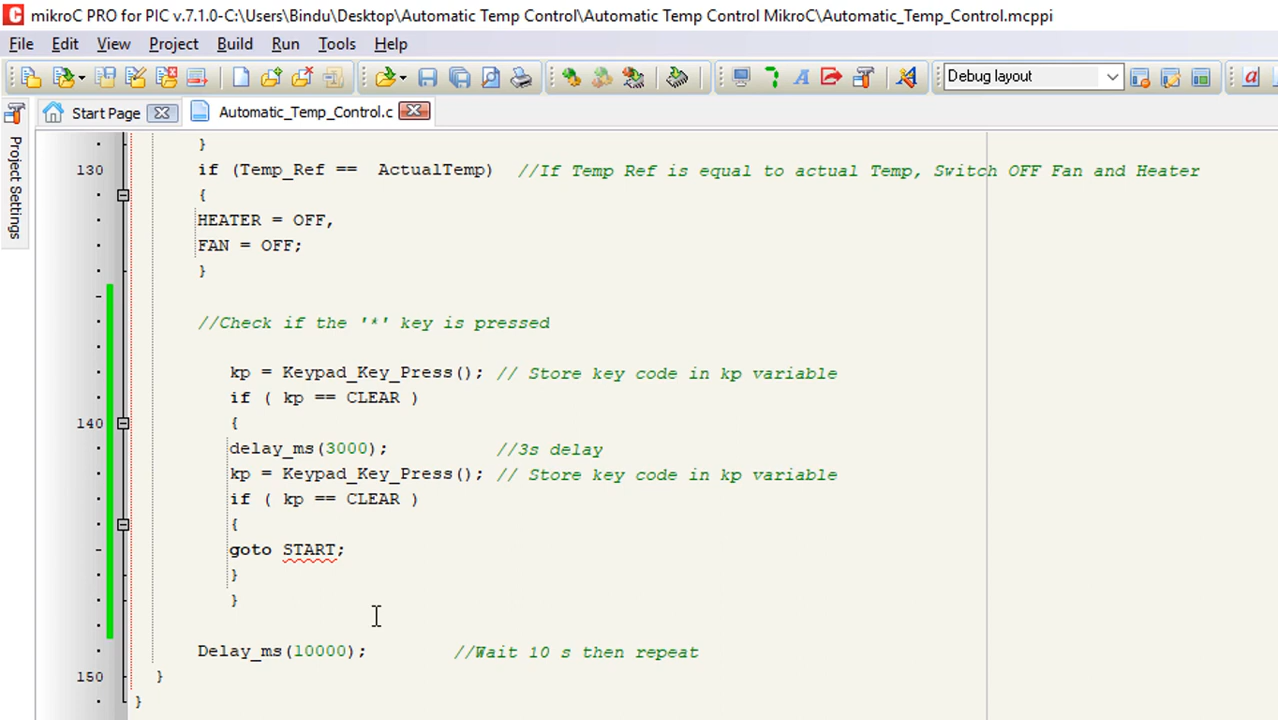 mikroC PRO for PIC v.7.1.0-C:\Users\Bindu\Desktop\Automatic Temp Control\Automatic Temp Control MikroC\Automatic_Temp_Control.mcppi
File Edit View Project Build Run Tools Help
Debug layout
Start Page Automatic_Temp_Control.c
Project Settings
}
130 if (Temp_Ref ==  ActualTemp)  //If Temp Ref is equal to actual Temp, Switch OFF Fan and Heater
{
HEATER = OFF,
FAN = OFF;
}
//Check if the '*' key is pressed
kp = Keypad_Key_Press(); // Store key code in kp variable
if ( kp == CLEAR )
140 {
delay_ms(3000);          //3s delay
kp = Keypad_Key_Press(); // Store key code in kp variable
if ( kp == CLEAR )
{
goto START;
}
}
Delay_ms(10000);        //Wait 10 s then repeat
150 }
}